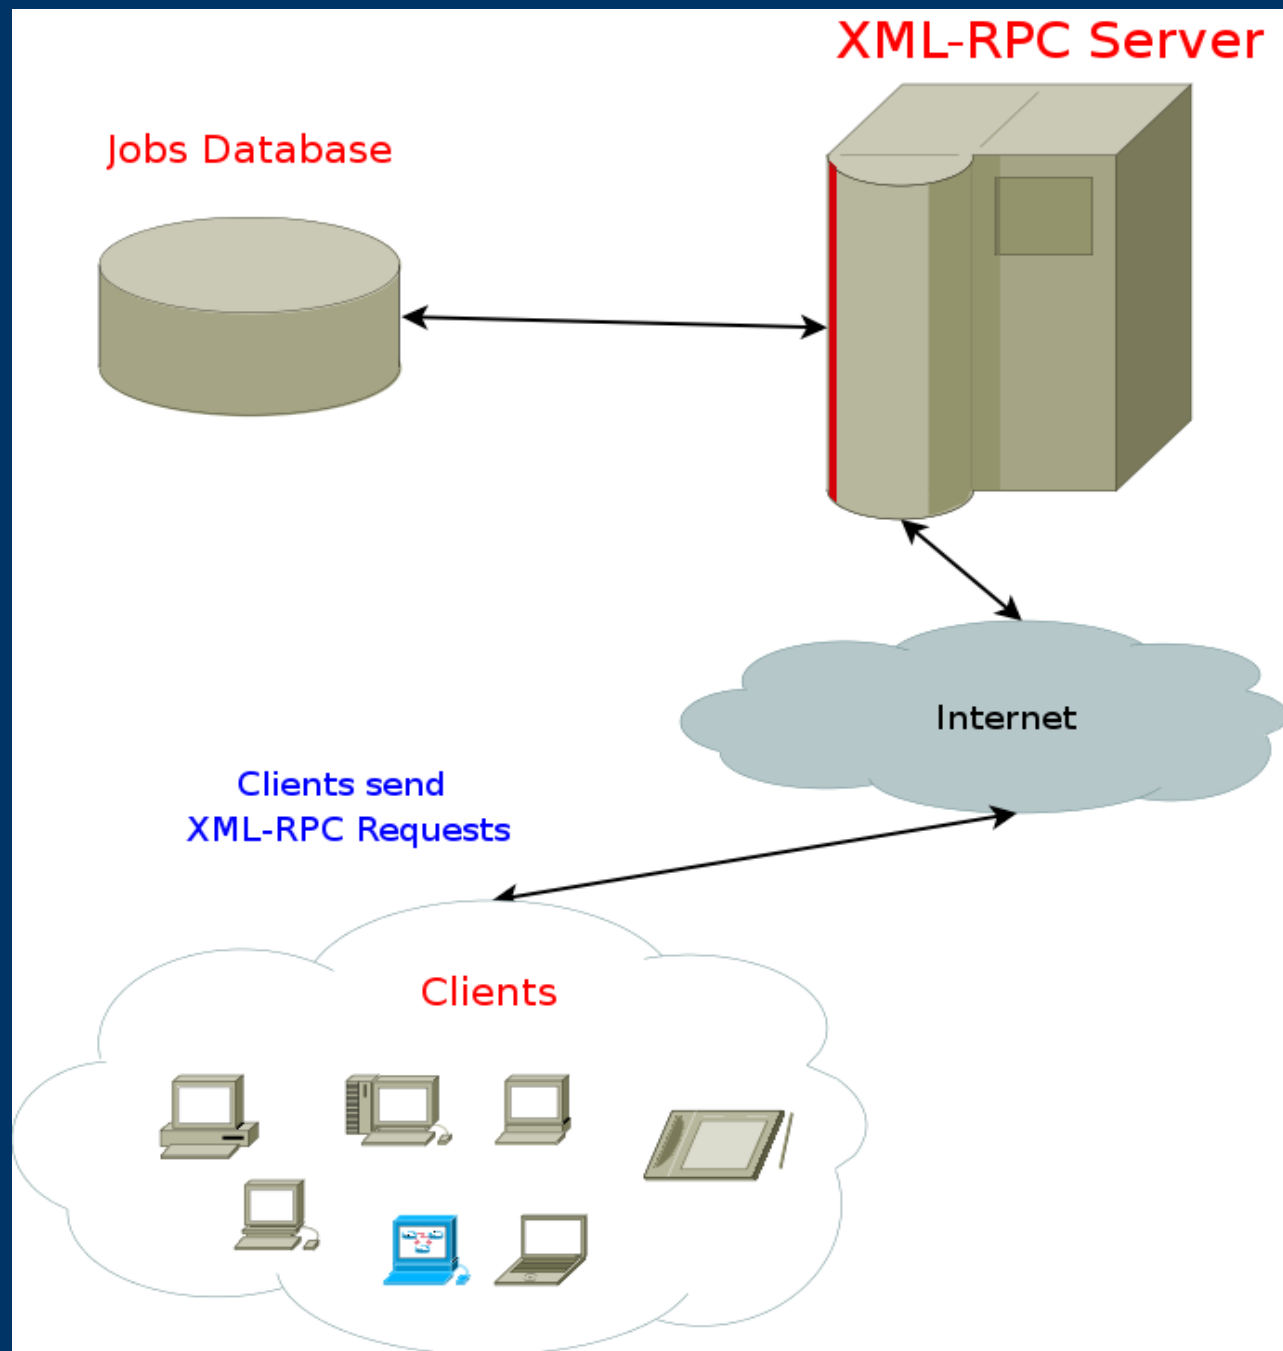 XML-RPC Server
Jobs Database
Internet
Clients send
XML-RPC Requests
Clients